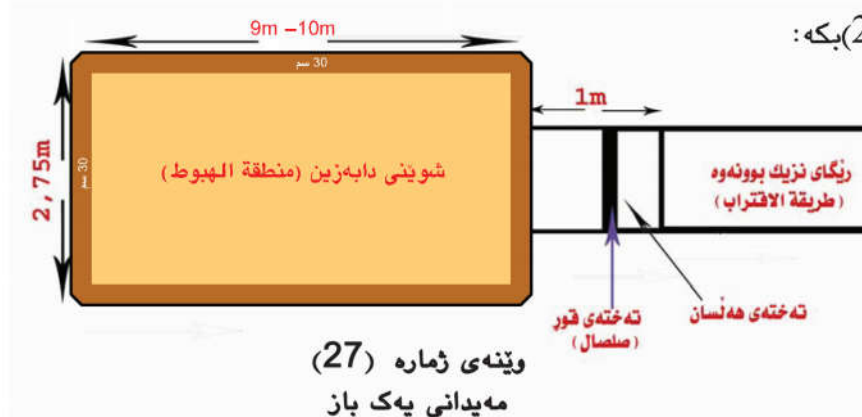 2)بکە:
9m –10m
30 سم
1m
2,75m
30 سم
شوێنی دابەزین (منطقة الهبوط)
ڕێگای نزیك بوونەوە
(طريقة الاقتراب)
تەختەی هەڵسان
تەختەی قوڕ
(صلصال)
وێنەی ژمارە (27)
مەیدانی یەک باز